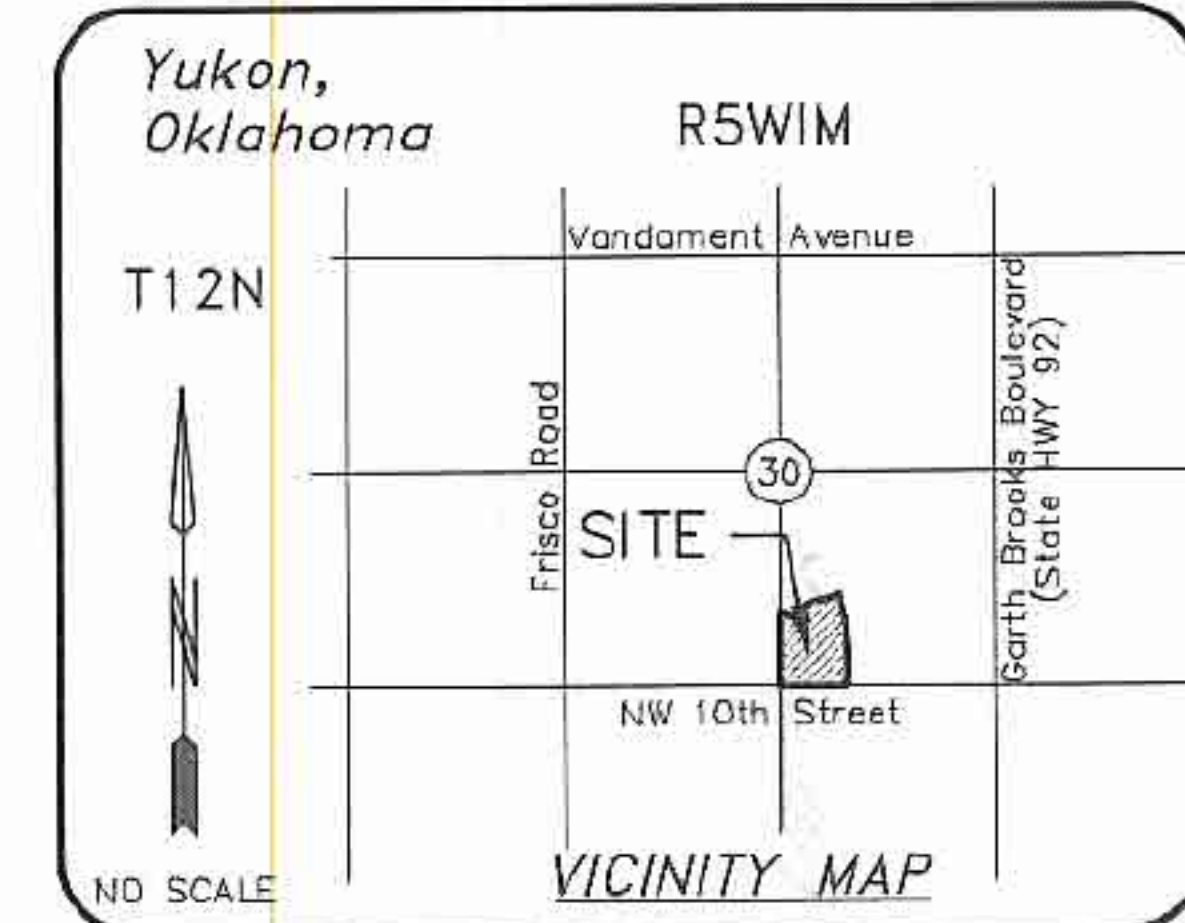 Yukon,
Oklahoma
R5WIM
Vandament Avenue
T12N
Garth Brooks Boulevard
(State HWY 92)
Frisco Road
30
SITE
N
NW 10th Street
NO SCALE
VICINITY MAP